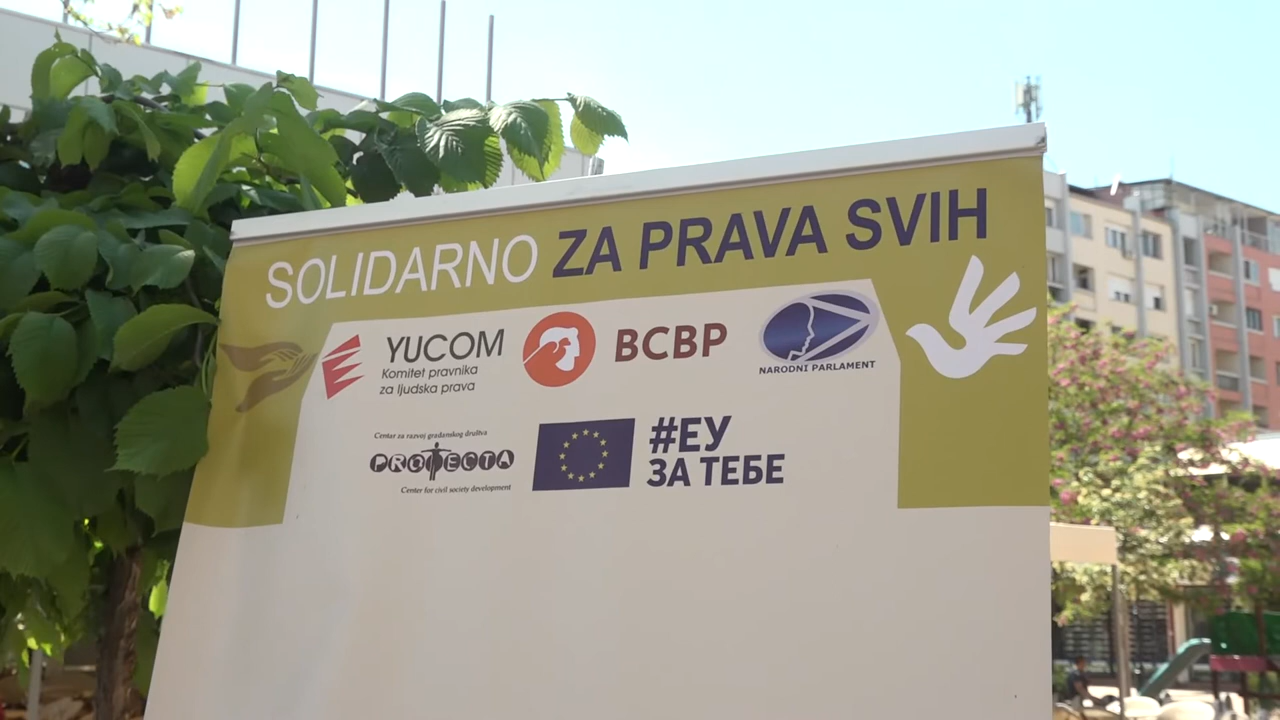 SOLIDARNO ZA PRAVA SVIH
YUCOM
Komitet pravnika
za ljudska prava
BCBP
NARODNI PARLAMENT
Centar za razvoj građanskog društva
PROTECTA
Center for civil society development
#ЕУ
ЗА ТЕБЕ